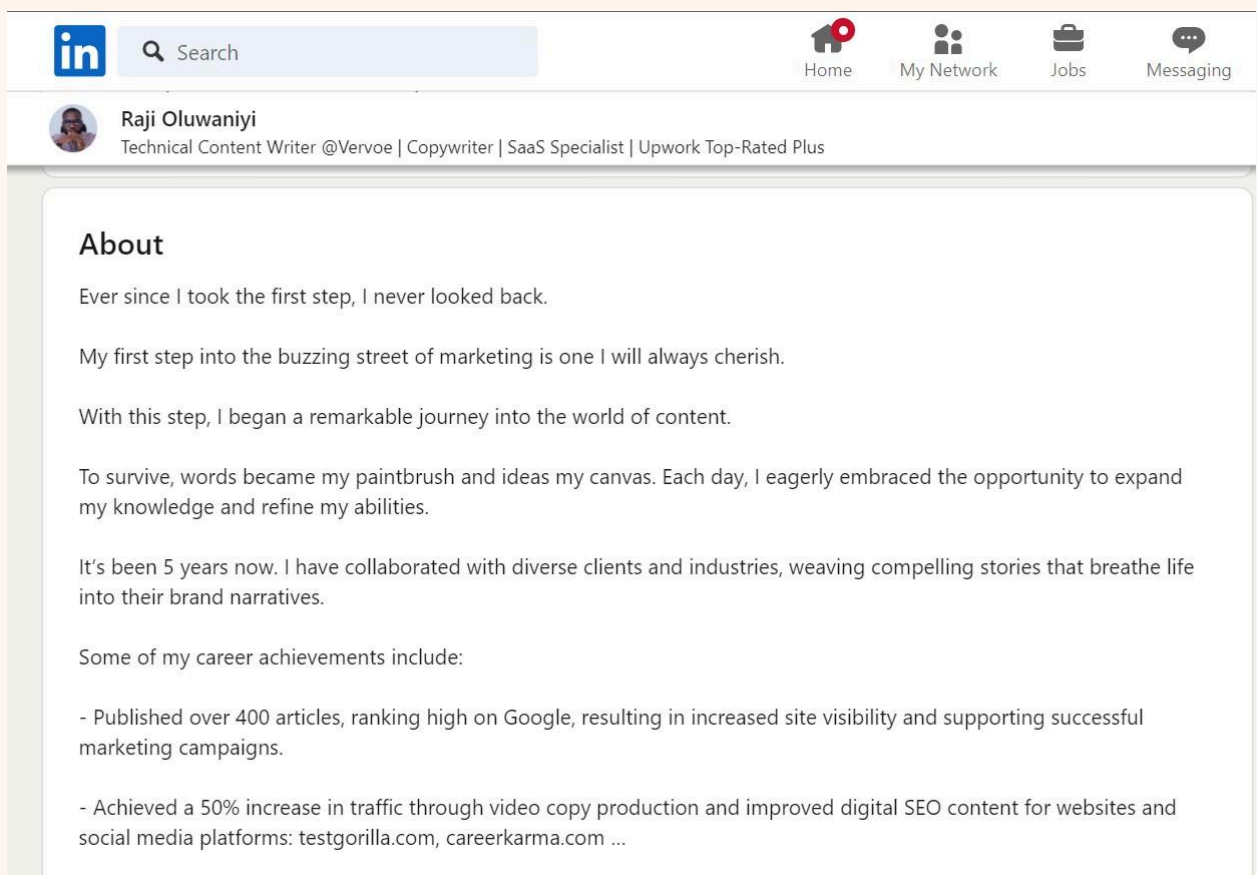 in
Search
Home
My Network
Jobs
Messaging
Raji Oluwaniyi
Technical Content Writer @Vervoe | Copywriter | SaaS Specialist | Upwork Top-Rated Plus
About
Ever since I took the first step, I never looked back.
My first step into the buzzing street of marketing is one I will always cherish.
With this step, I began a remarkable journey into the world of content.
To survive, words became my paintbrush and ideas my canvas. Each day, I eagerly embraced the opportunity to expand
my knowledge and refine my abilities.
It's been 5 years now. I have collaborated with diverse clients and industries, weaving compelling stories that breathe life
into their brand narratives.
Some of my career achievements include:
- Published over 400 articles, ranking high on Google, resulting in increased site visibility and supporting successful
marketing campaigns.
- Achieved a 50% increase in traffic through video copy production and improved digital SEO content for websites and
social media platforms: testgorilla.com, careerkarma.com ...